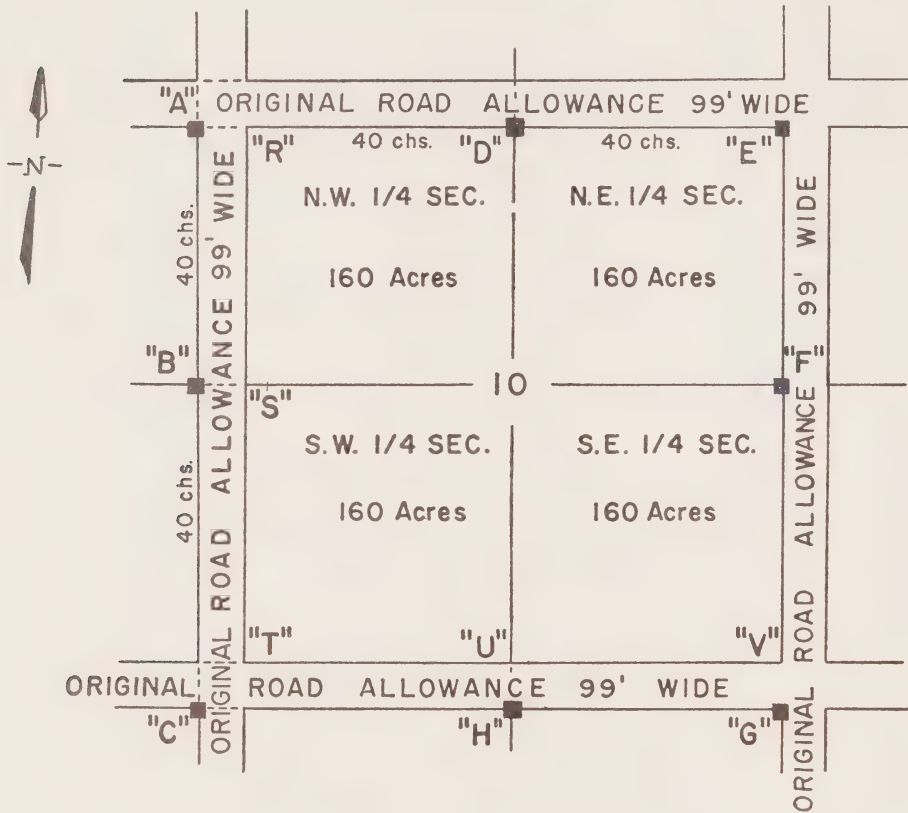 "A" ORIGINAL ROAD ALLOWANCE 99' WIDE
"R" 40 chs. "D" 40 chs. "E"
N
N.W. 1/4 SEC. N.E. 1/4 SEC.
40 chs.
ORIGINAL ROAD ALLOWANCE 99' WIDE
160 Acres 160 Acres
ORIGINAL ROAD ALLOWANCE 99' WIDE
"B" "F"
10
"S"
S.W. 1/4 SEC. S.E. 1/4 SEC.
40 chs.
160 Acres 160 Acres
"T" "U" "V"
ORIGINAL ROAD ALLOWANCE 99' WIDE
"C" "H" "G"